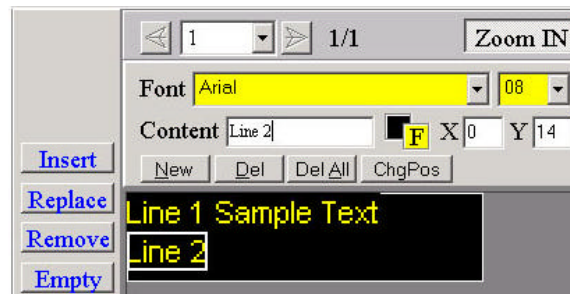 1 1/1 Zoom IN
Font Arial 08
Content Line 2 F X 0 Y 14
New Del Del All ChgPos
Insert
Replace
Remove
Empty
Line 1 Sample Text
Line 2